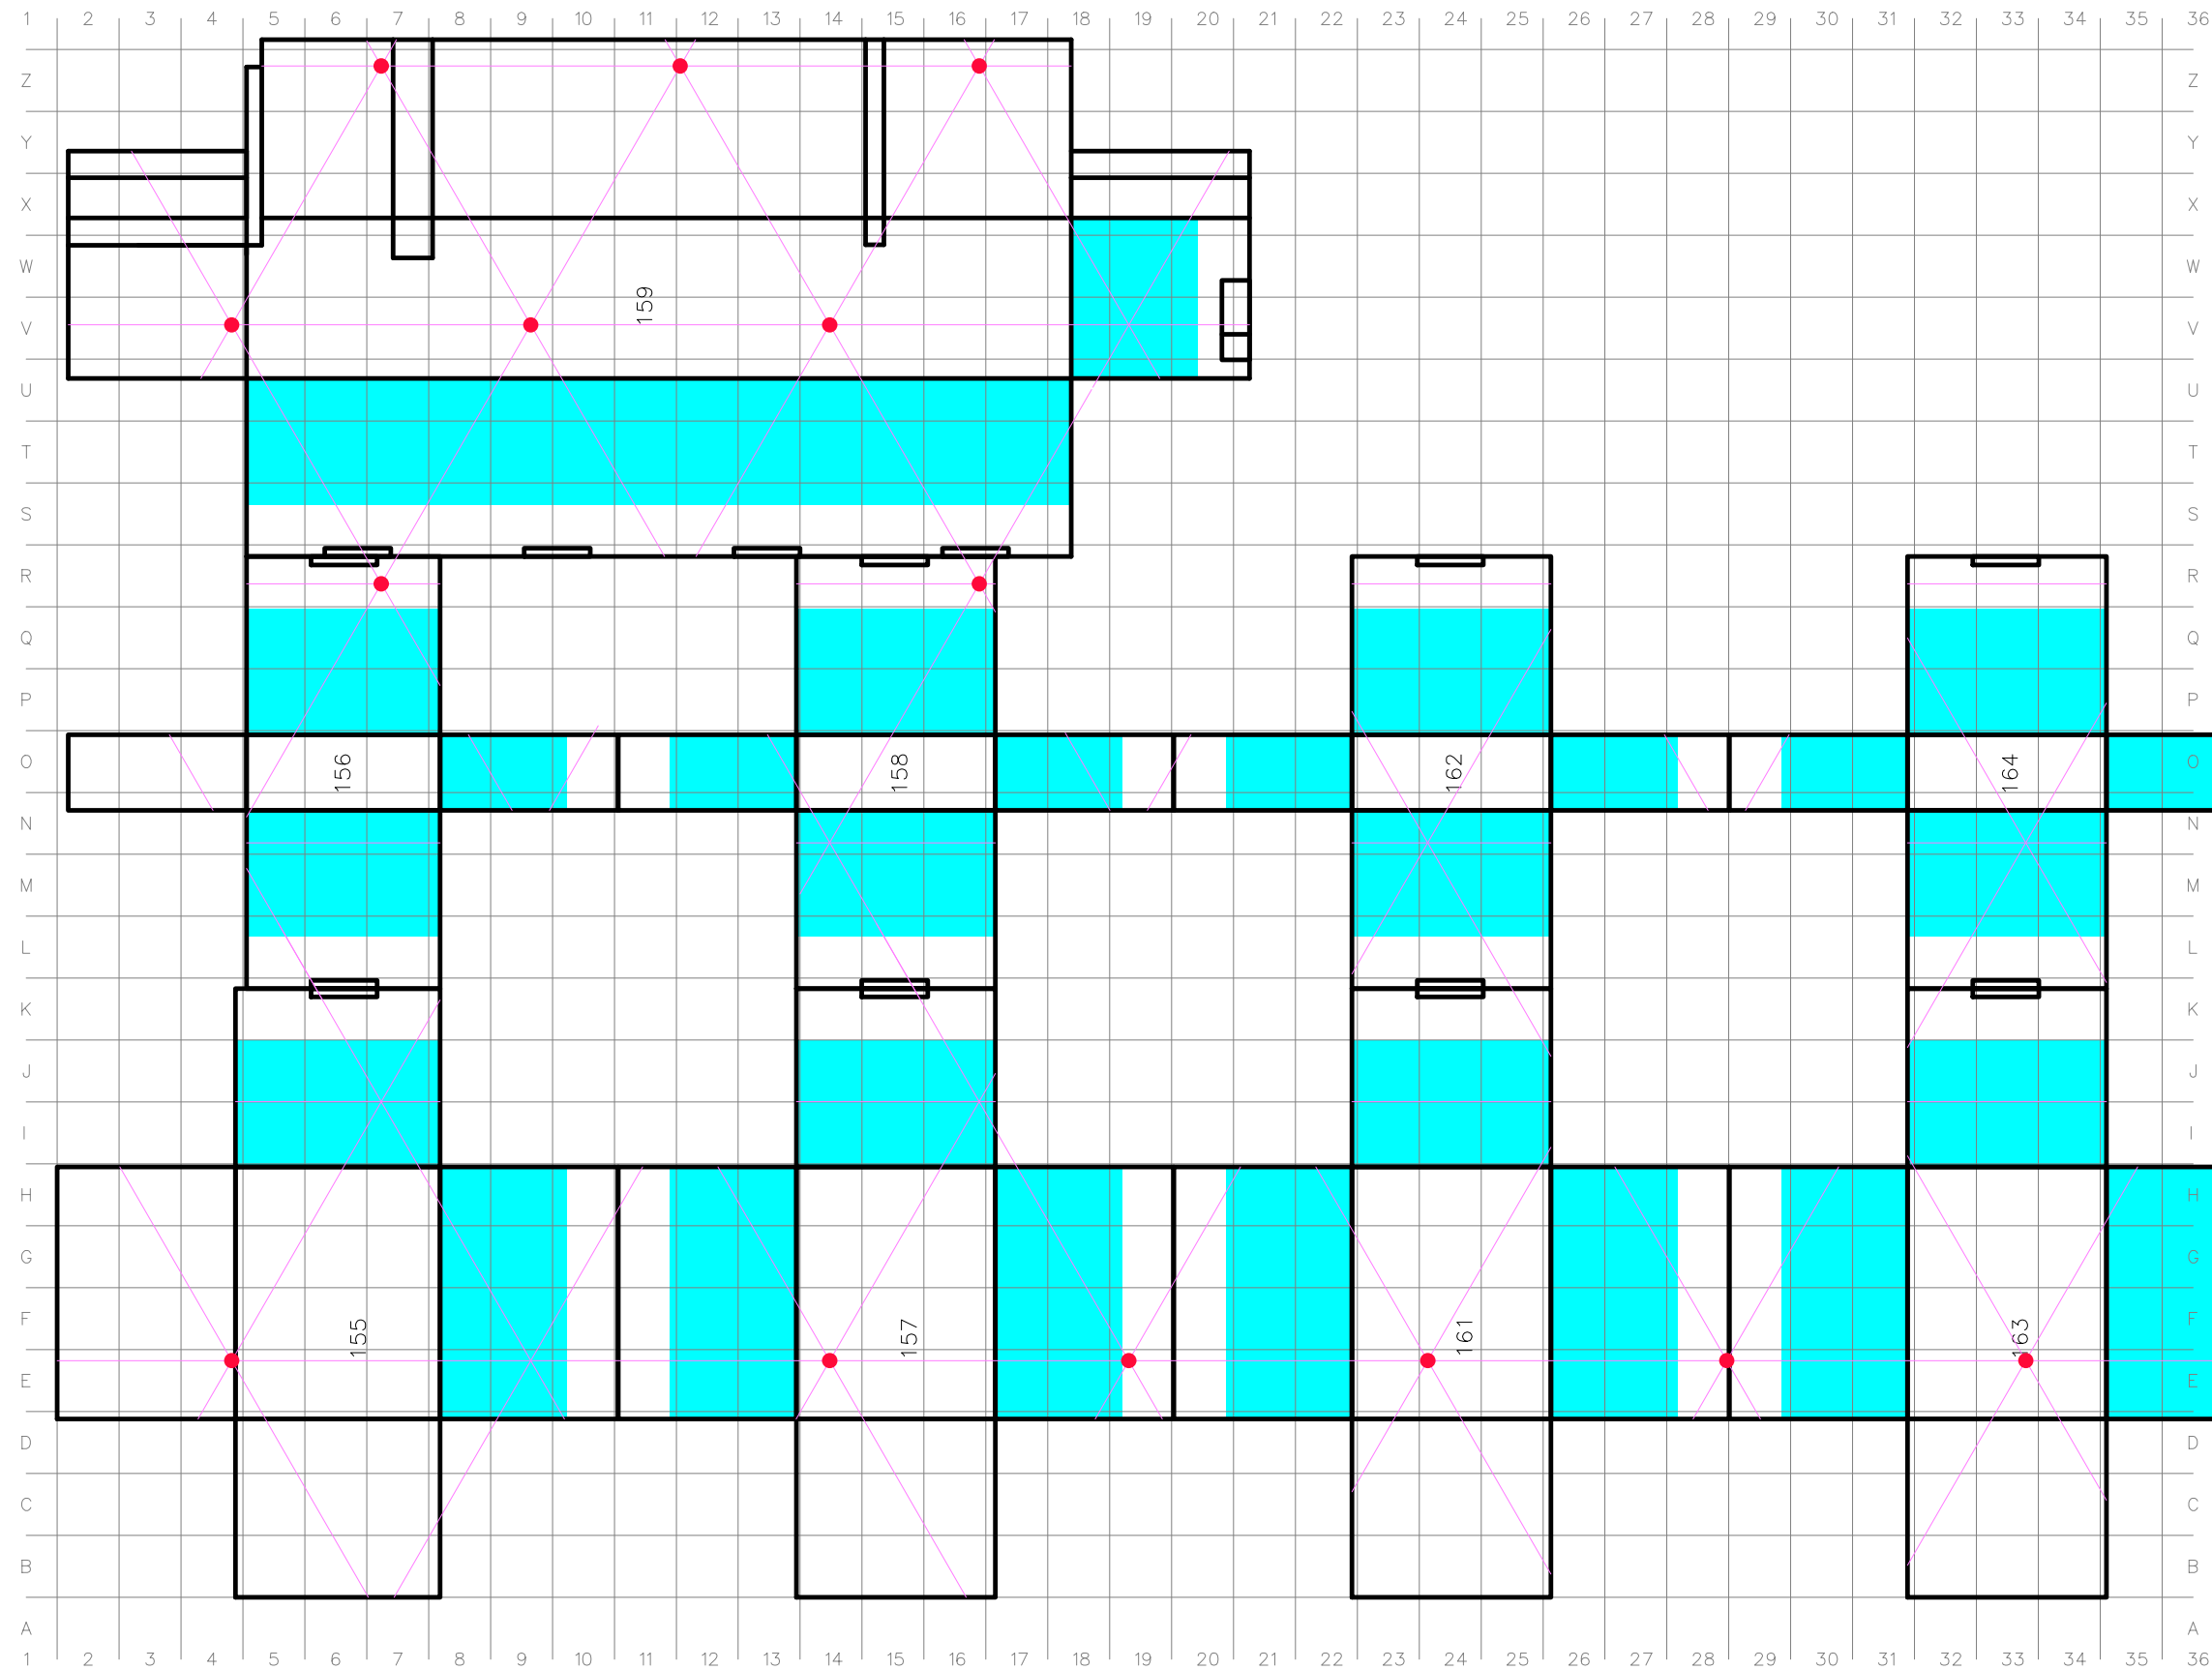 1 2 3 4 5 6 7 8 9 10 11 12 13 14 15 16 17 18 19 20 21 22 23 24 25 26 27 28 29 30 31 32 33 34 35 36
Z Z
Y Y
X X
W W
159
V V
U U
T T
S S
R R
Q Q
P P
O 156 158 162 164 O
N N
M M
L L
K K
J J
I I
H H
G G
F 155 157 161 163 F
E E
D D
C C
B B
A A
1 2 3 4 5 6 7 8 9 10 11 12 13 14 15 16 17 18 19 20 21 22 23 24 25 26 27 28 29 30 31 32 33 34 35 36